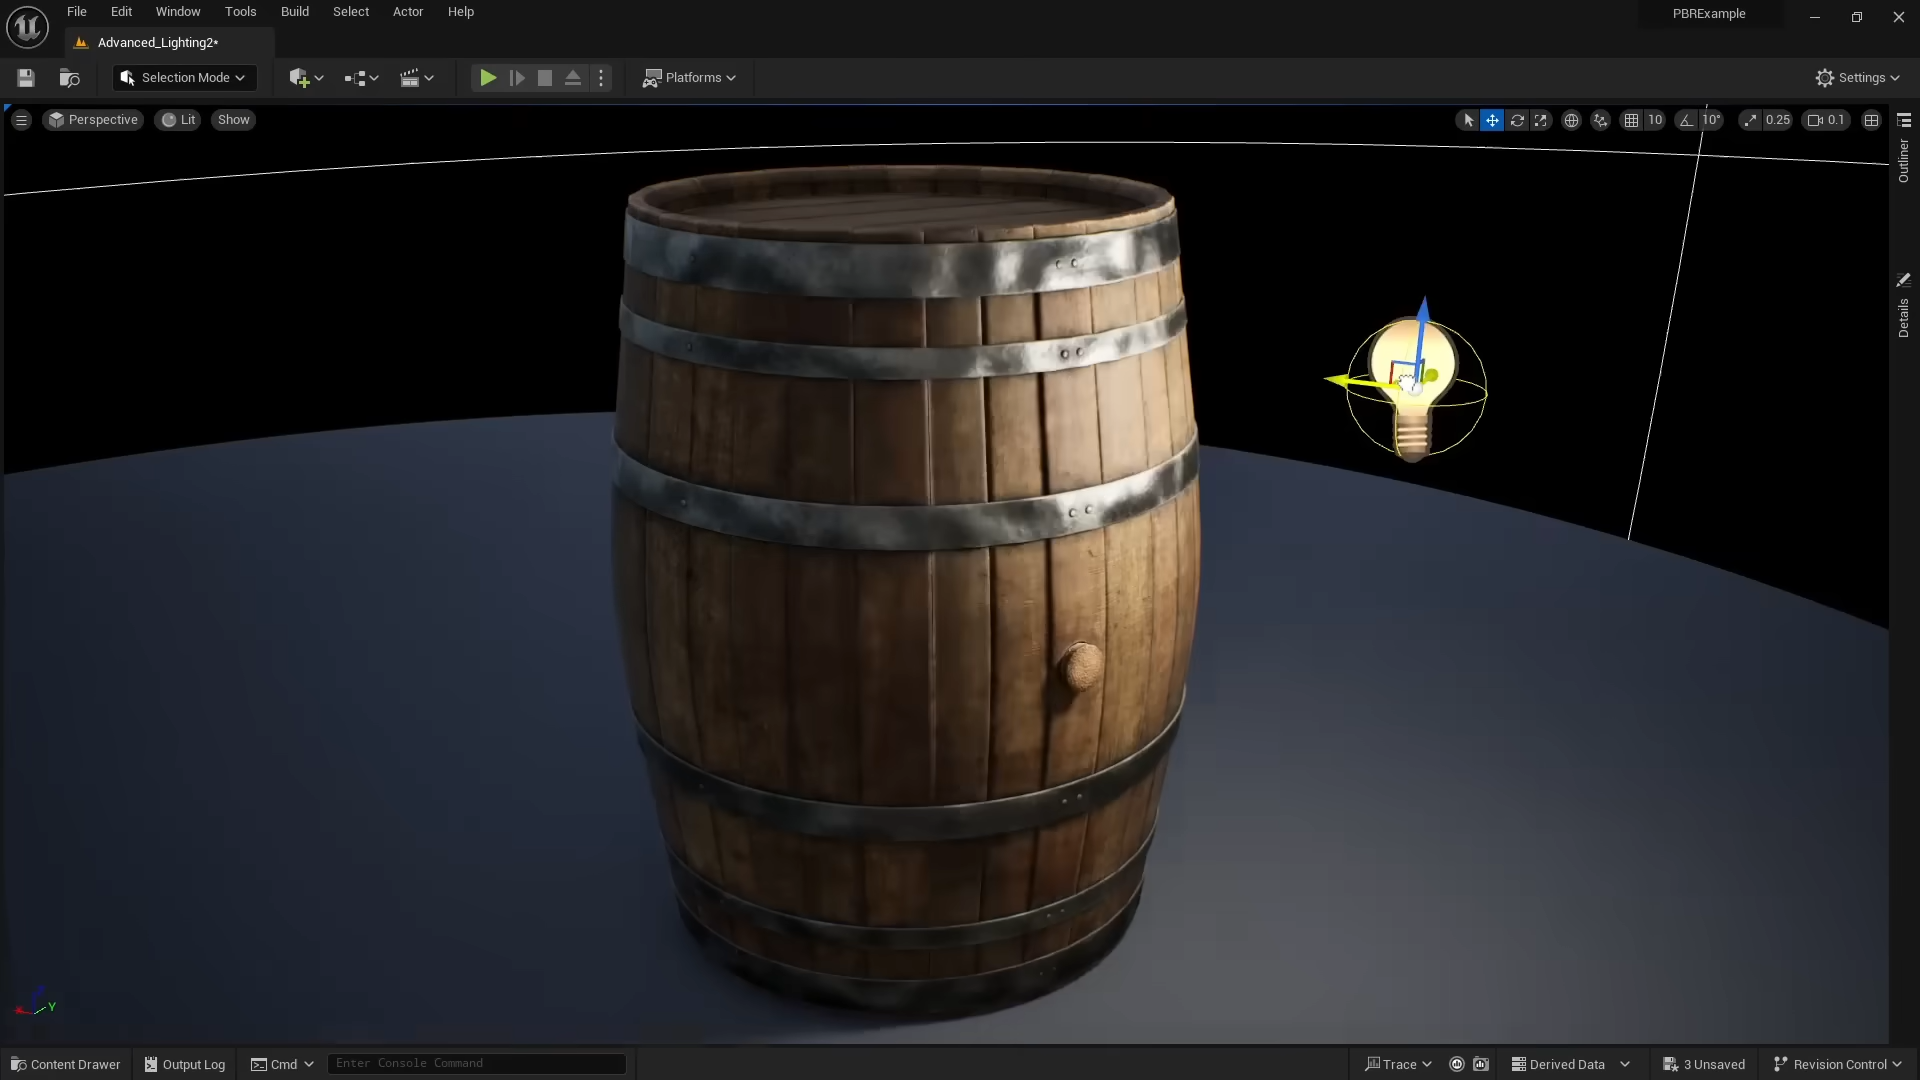 File Edit Window Tools Build Select Actor Help
PBRExample
Advanced_Lighting2*
Selection Mode
Platforms
Settings
Perspective Lit Show
10 10° 0.25 0.1
Outliner
Details
Y
Content Drawer Output Log Cmd Enter Console Command
Trace Derived Data 3 Unsaved Revision Control